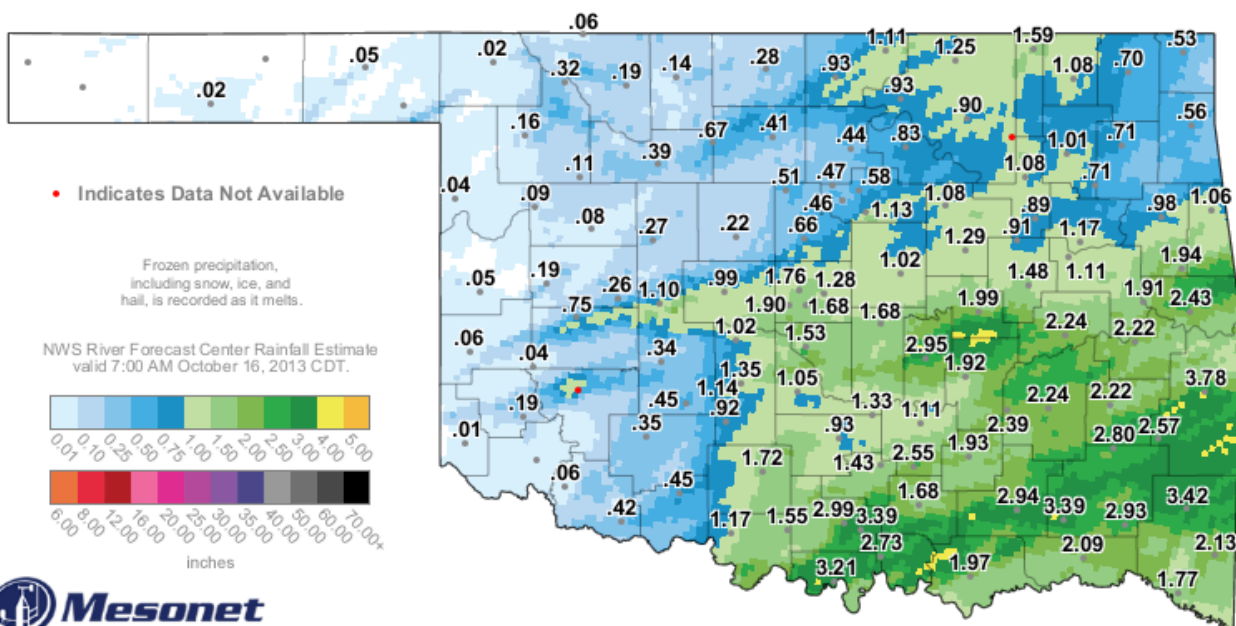 .06
.02 1.11 1.59 .53
.05 .14 .28 .93 1.25 1.08 .70
.32 .19
.02 .93
.16 .67 .41 .44 .83 .90 .56
.39 1.01 .71
.11 1.08
.04 .09 .51 .47 .58 .71
• Indicates Data Not Available
.08 .46 1.13 1.08 .89 .98 1.06
.27 .22 .66 1.29 .91 1.17
Frozen precipitation,
including snow, ice, and
hail, is recorded as it melts.
.05 .19 .99 1.76 1.28 1.02 1.48 1.11 1.94
.26 1.10 1.91 2.43
.75 1.90 1.68 1.68 1.99
1.02 1.53 2.24 2.22
NWS River Forecast Center Rainfall Estimate
valid 7:00 AM October 16, 2013 CDT.
.06 .04 .34 2.95 1.92
1.35 1.05 3.78
.19 .45 1.14 2.24 2.22
.92 1.33 1.11
0.01 0.10 0.25 0.50 0.75 1.00 1.50 2.00 2.50 3.00 4.00 5.00
.01 .35 .93 2.39 2.80 2.57
1.72 1.43 2.55 1.93
.06 .45 1.68 2.94 3.39 3.42
.42 1.17 1.55 2.99 3.39 2.93
6.00 8.00 12.00 16.00 20.00 25.00 30.00 35.00 40.00 50.00 60.00 70.00+
inches
2.73 2.09 2.13
3.21 1.97 1.77
Mesonet